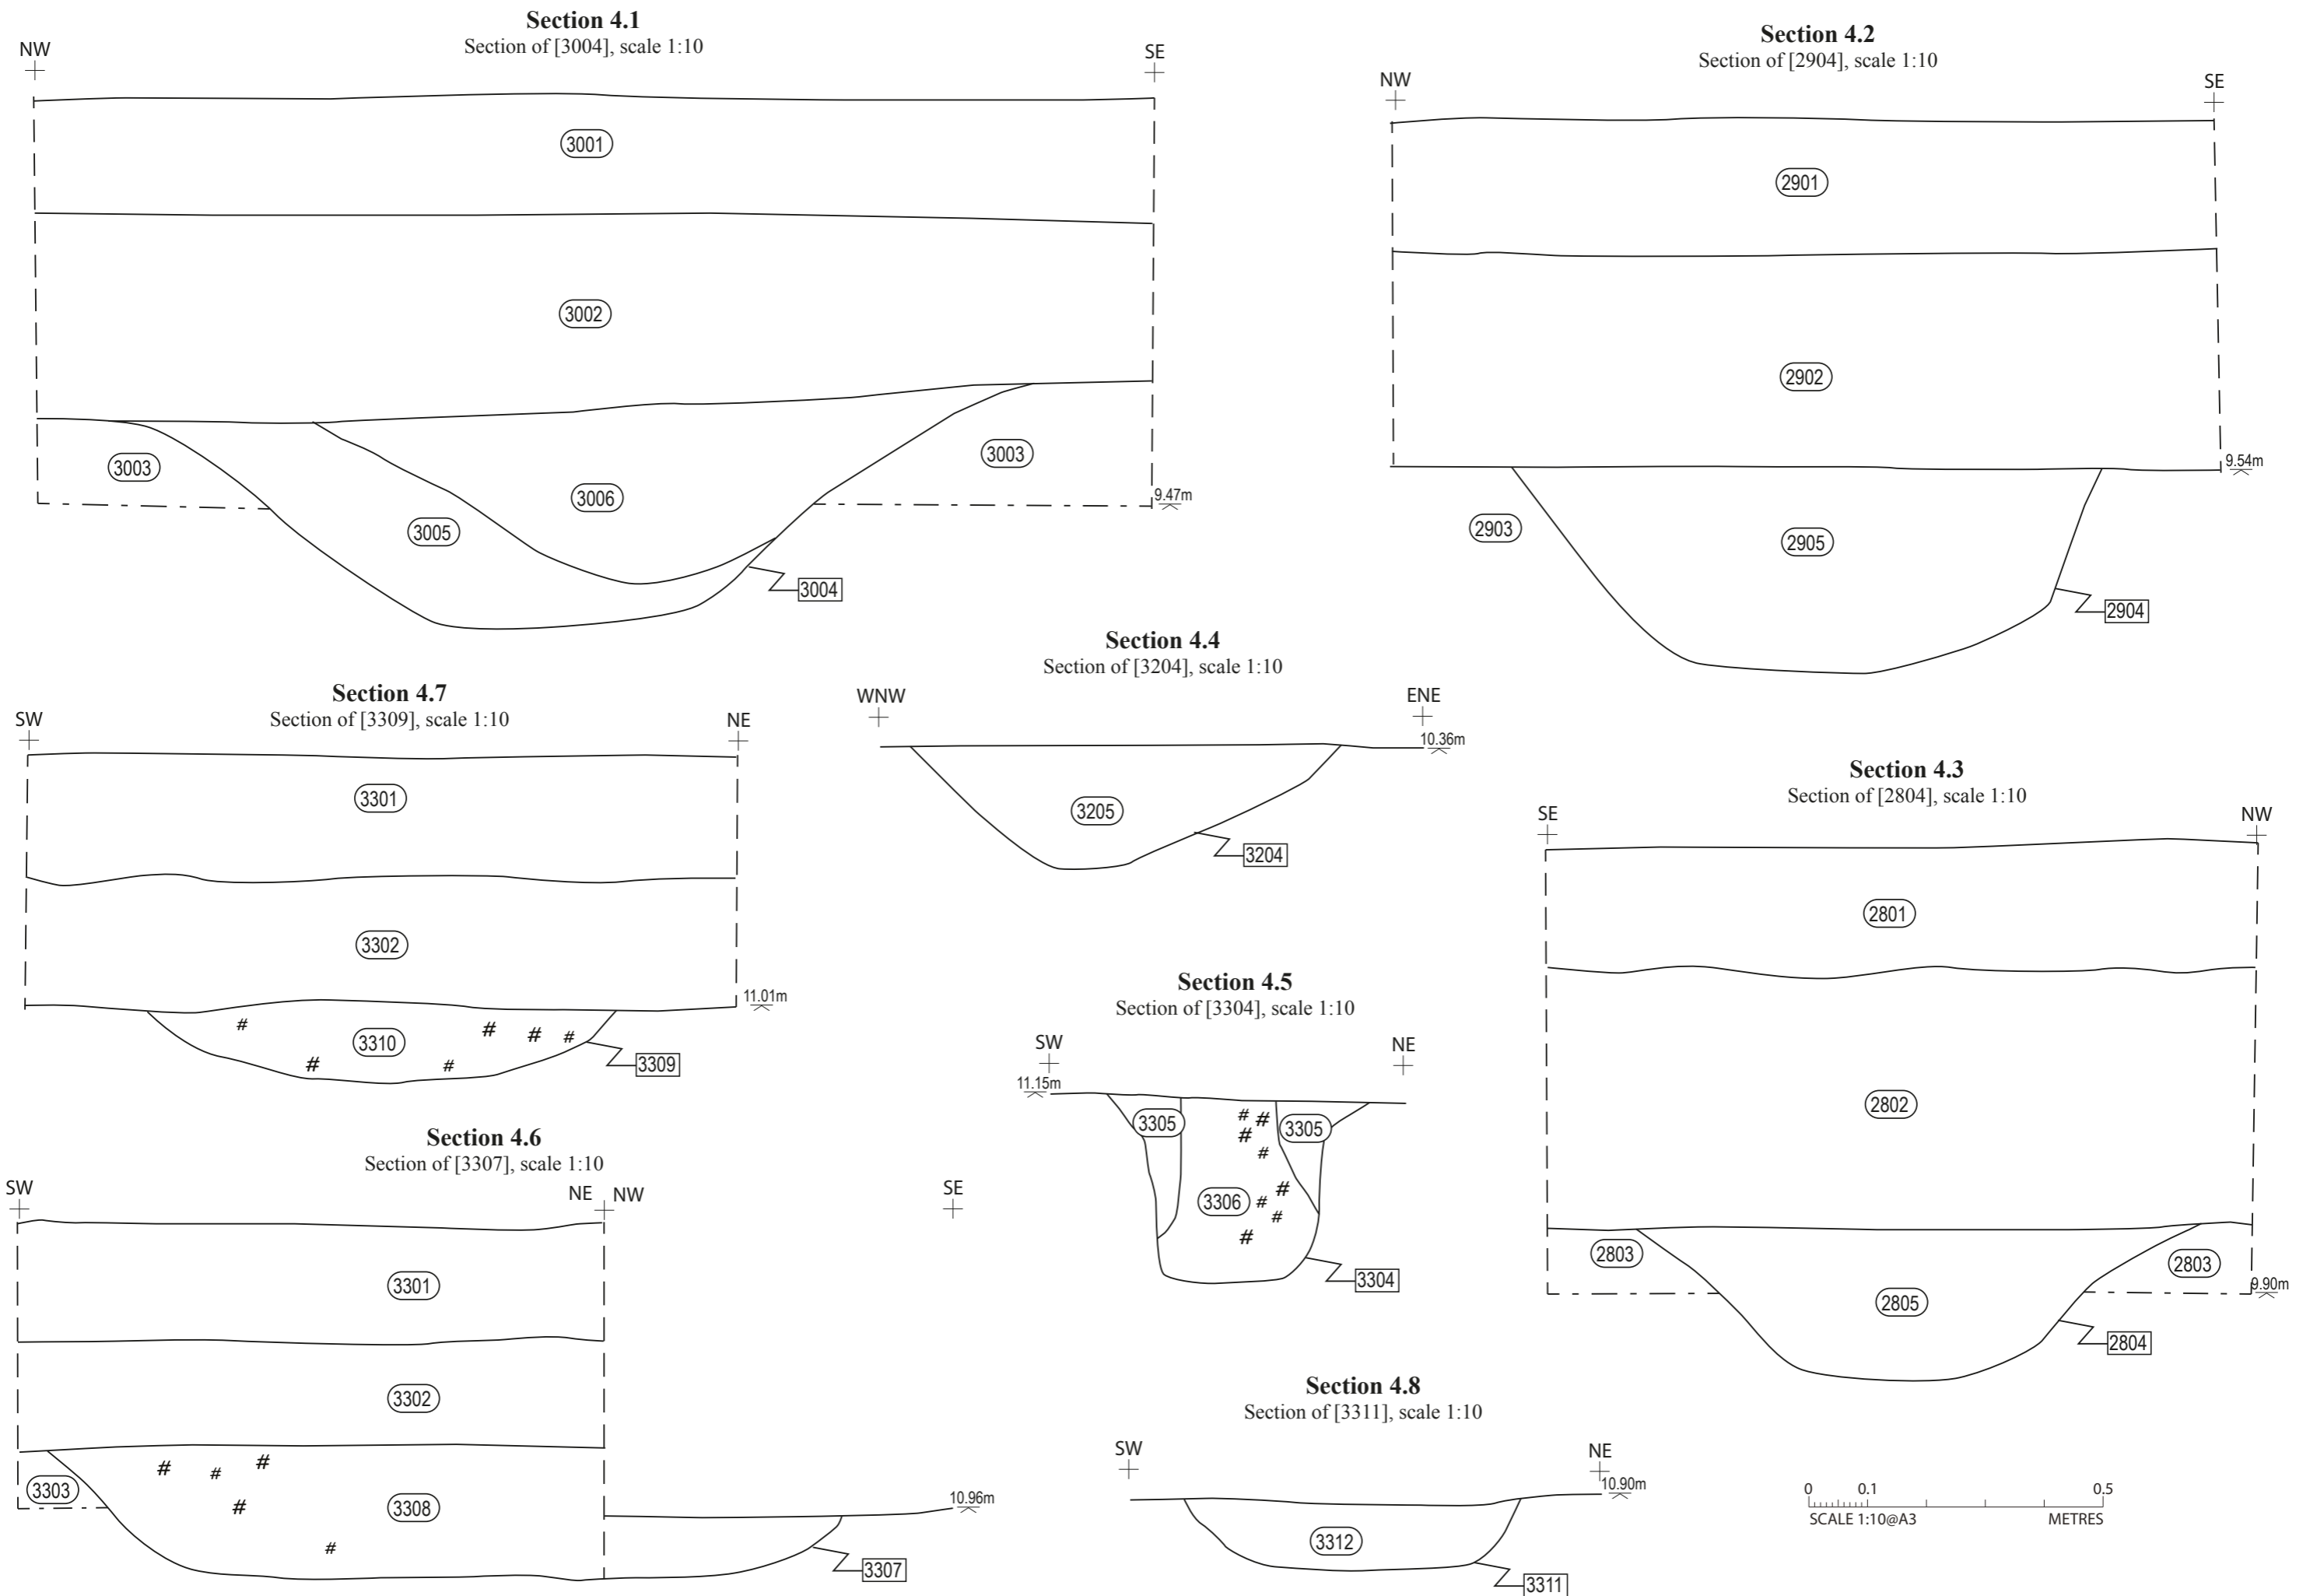 Section 4.1
Section of [3004], scale 1:10
NW
SE
3001
3002
3003
3003
3006
3005
9.47m
3004
Section 4.2
Section of [2904], scale 1:10
NW
SE
2901
2902
9.54m
2903
2905
2904
Section 4.7
Section of [3309], scale 1:10
SW
NE
3301
3302
11.01m
# # # # # #
3310
3309
Section 4.4
Section of [3204], scale 1:10
WNW
ENE
10.36m
3205
3204
Section 4.3
Section of [2804], scale 1:10
SE
NW
2801
2802
2803
2803
9.90m
2805
2804
Section 4.5
Section of [3304], scale 1:10
SW
NE
11.15m
3305
3305
# # # # # # # #
3306
3304
Section 4.6
Section of [3307], scale 1:10
SW
NE NW
SE
3301
3302
# # # # #
3303
3308
10.96m
3307
Section 4.8
Section of [3311], scale 1:10
SW
NE
10.90m
3312
3311
0 0.1 0.5
SCALE 1:10@A3 METRES